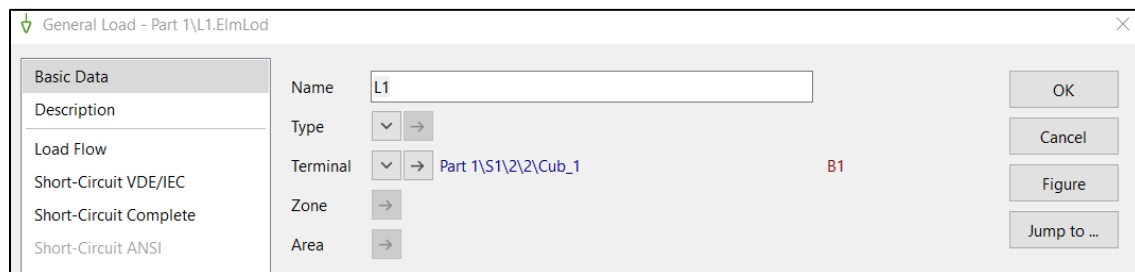 General Load - Part 1\L1.ElmLod
Basic Data
Description
Load Flow
Short-Circuit VDE/IEC
Short-Circuit Complete
Short-Circuit ANSI
Name L1
Type
Terminal Part 1\S1\2\2\Cub_1 B1
Zone
Area
OK
Cancel
Figure
Jump to ...